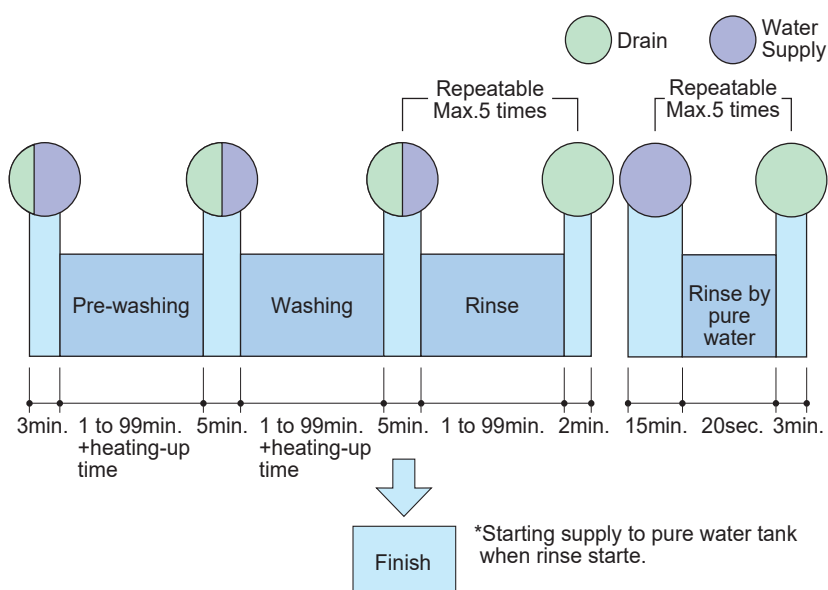 Drain
Water
Supply
Repeatable
Max.5 times
Repeatable
Max.5 times
Pre-washing
Washing
Rinse
Rinse by
pure
water
3min.
1 to 99min.
+heating-up
time
5min.
1 to 99min.
+heating-up
time
5min.
1 to 99min.
2min.
15min.
20sec.
3min.
Finish
*Starting supply to pure water tank
when rinse starte.